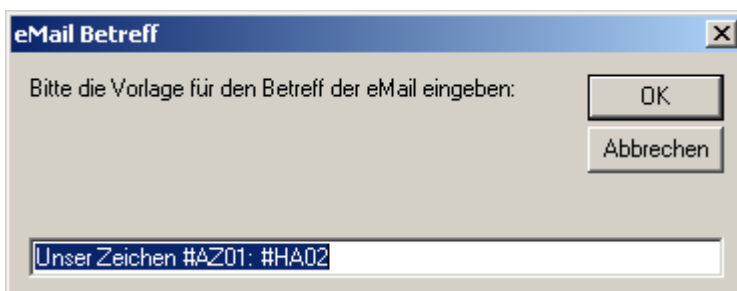 eMail Betreff
Bitte die Vorlage für den Betreff der eMail eingeben:
OK
Abbrechen
Unser Zeichen #AZ01: #HA02